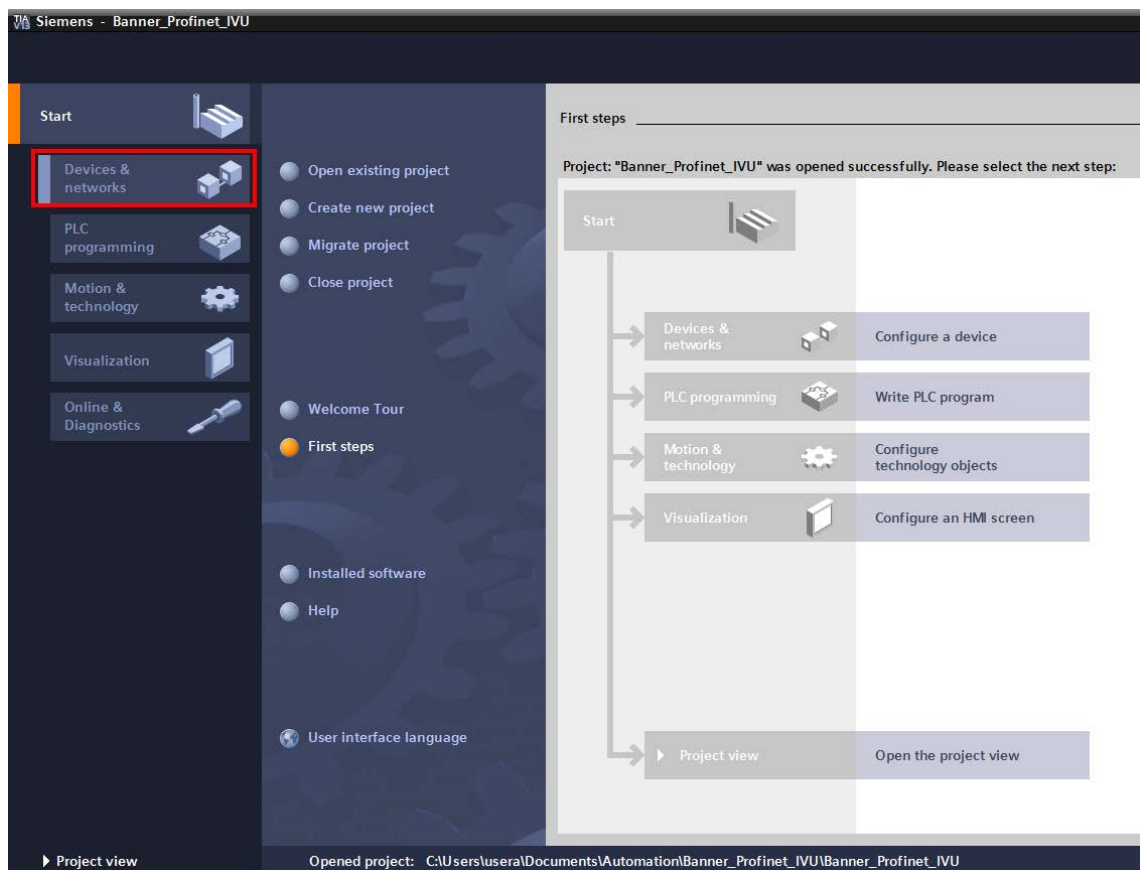 TIA V13 Siemens - Banner_Profinet_IVU
Start
Devices &
networks
PLC
programming
Motion &
technology
Visualization
Online &
Diagnostics
Project view
Open existing project
Create new project
Migrate project
Close project
Welcome Tour
First steps
Installed software
Help
User interface language
First steps
Project: "Banner_Profinet_IVU" was opened successfully. Please select the next step:
Start
Devices &
networks
Configure a device
PLC programming
Write PLC program
Motion &
technology
Configure
technology objects
Visualization
Configure an HMI screen
Project view
Open the project view
Opened project: C:\Users\usera\Documents\Automation\Banner_Profinet_IVU\Banner_Profinet_IVU